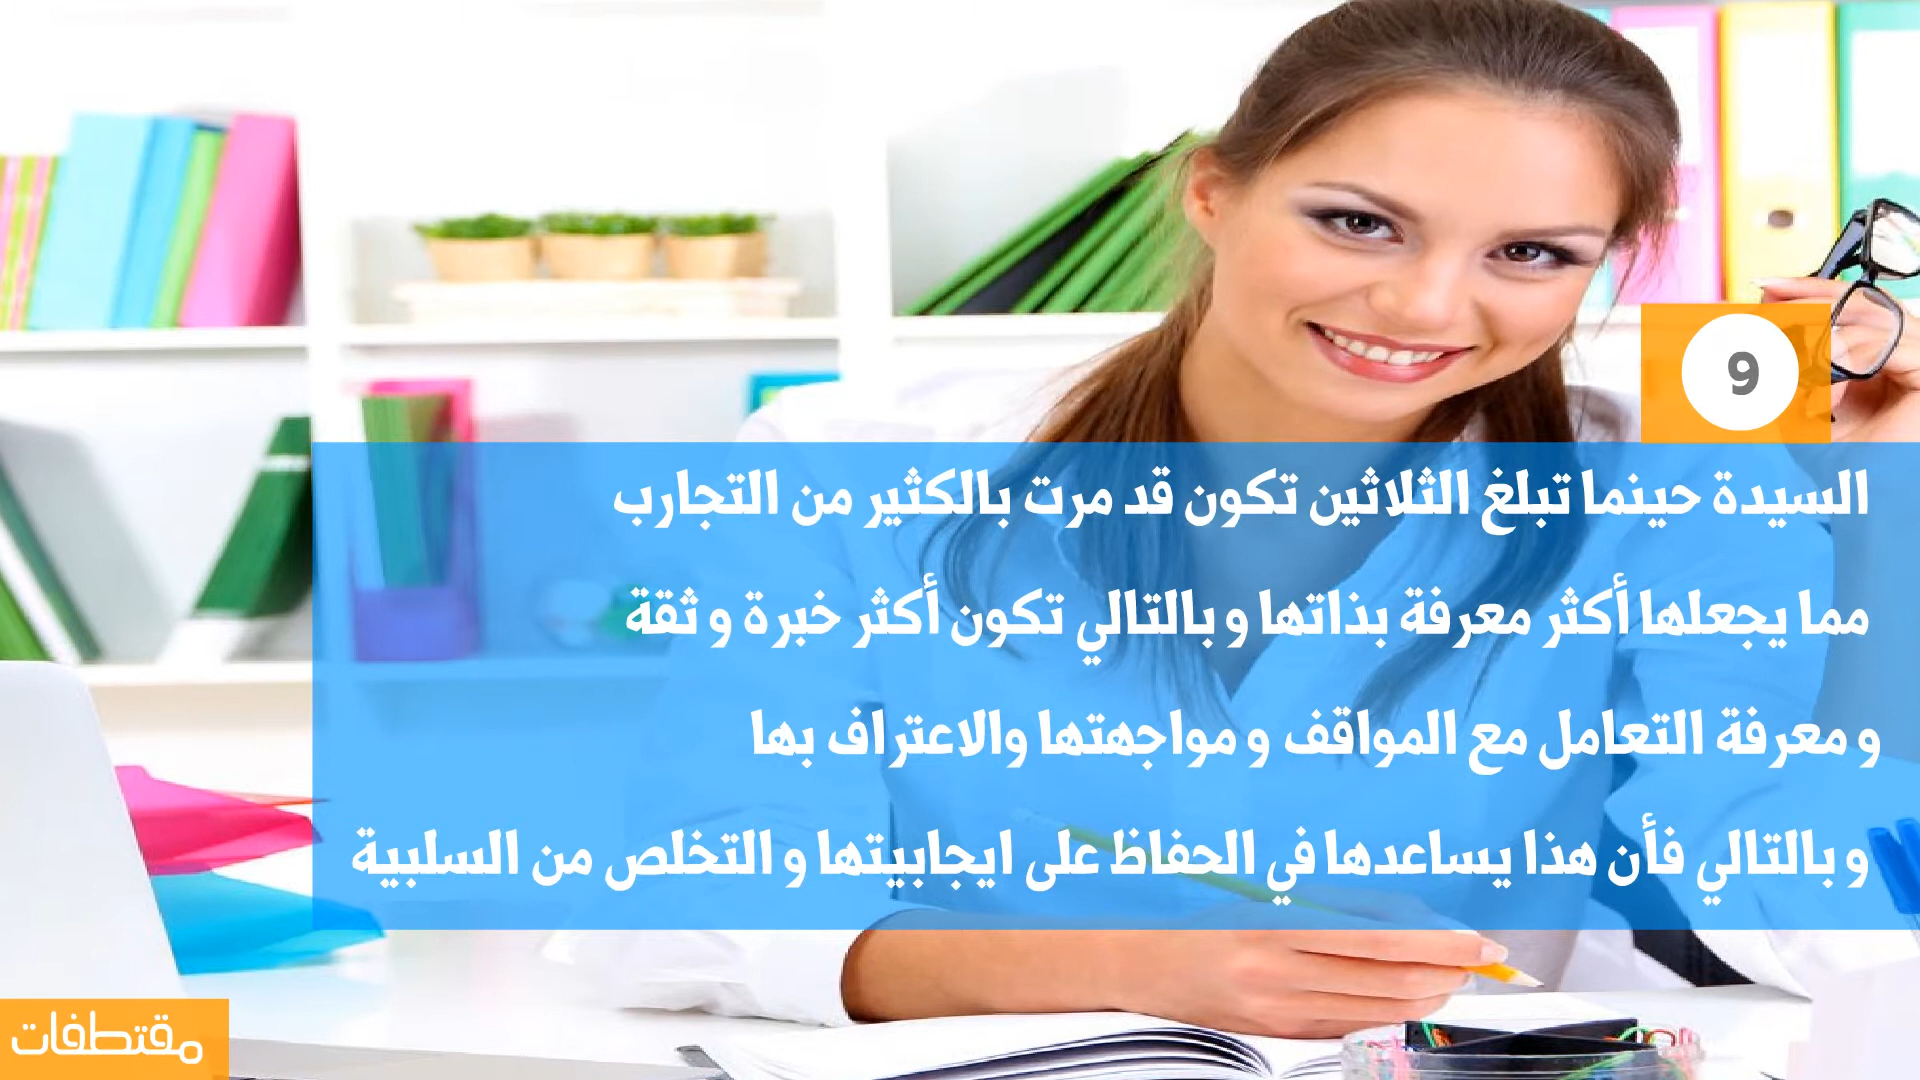 9
السيدة حينما تبلغ الثلاثين تكون قد مرت بالكثير من التجارب
مما يجعلها أكثر معرفة بذاتها و بالتالي تكون أكثر خبرة و ثقة
و معرفة التعامل مع المواقف و مواجهتها والاعتراف بها
و بالتالي فأن هذا يساعدها في الحفاظ على ايجابيتها و التخلص من السلبية
مقتطفات